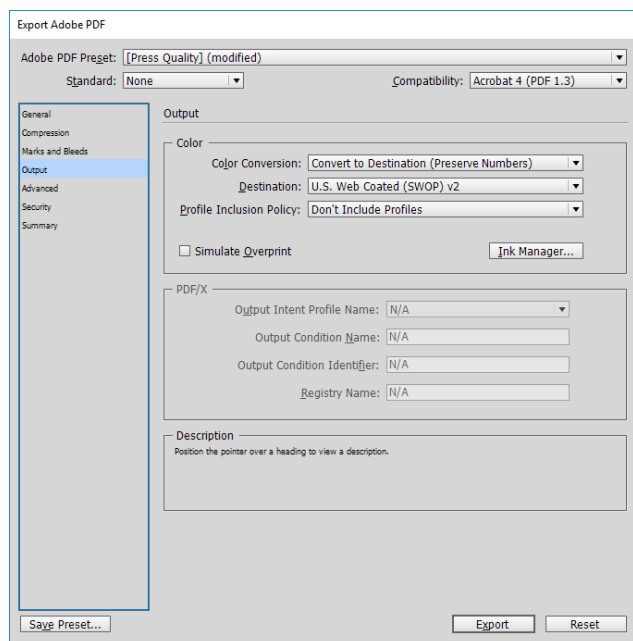 Export Adobe PDF
Adobe PDF Preset: [Press Quality] (modified)
Standard: None Compatibility: Acrobat 4 (PDF 1.3)
General
Compression
Marks and Bleeds
Output
Advanced
Security
Summary
Output
Color
Color Conversion: Convert to Destination (Preserve Numbers)
Destination: U.S. Web Coated (SWOP) v2
Profile Inclusion Policy: Don't Include Profiles
Simulate Overprint Ink Manager...
PDF/X
Output Intent Profile Name: N/A
Output Condition Name: N/A
Output Condition Identifier: N/A
Registry Name: N/A
Description
Position the pointer over a heading to view a description.
Save Preset... Export Reset